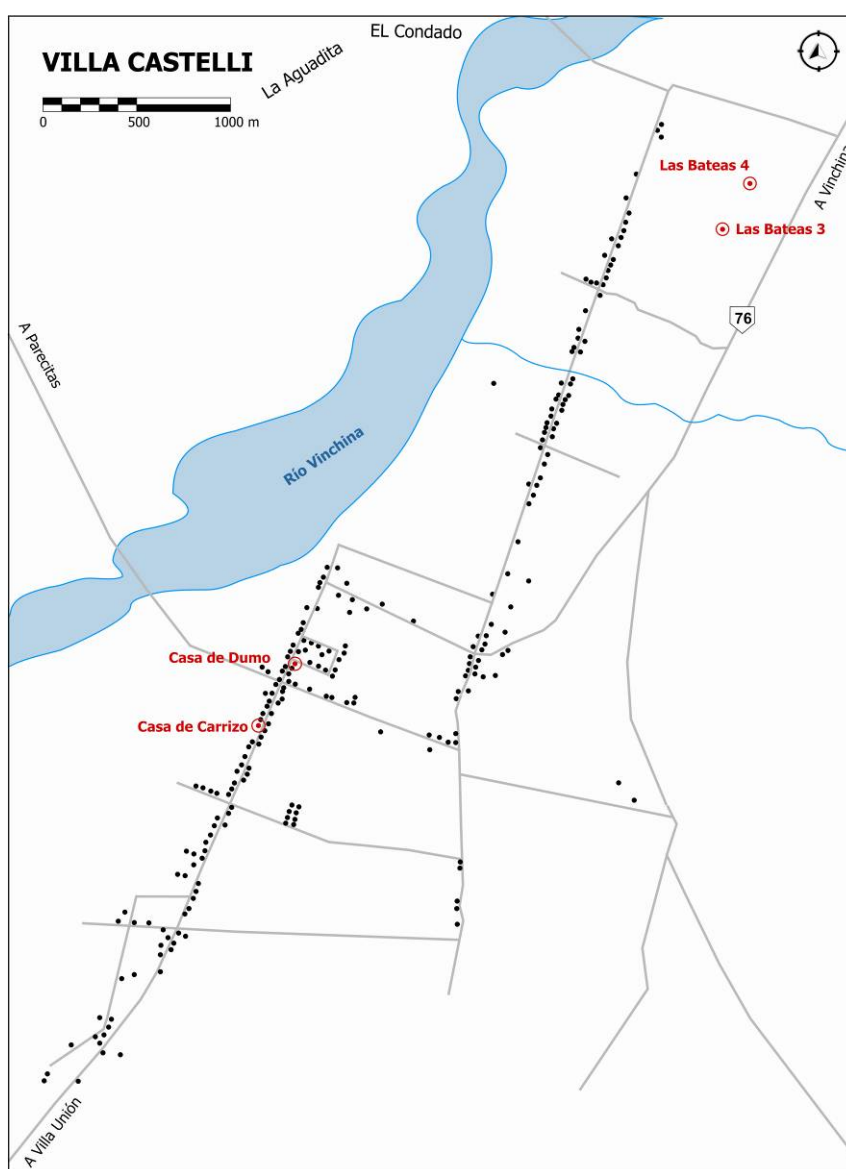 EL Condado
VILLA CASTELLI
La Aguadita
0 500 1000 m
A Vinchina
Las Bateas 4
Las Bateas 3
76
A Parecitas
Río Vinchina
Casa de Dumo
Casa de Carrizo
A Villa Unión